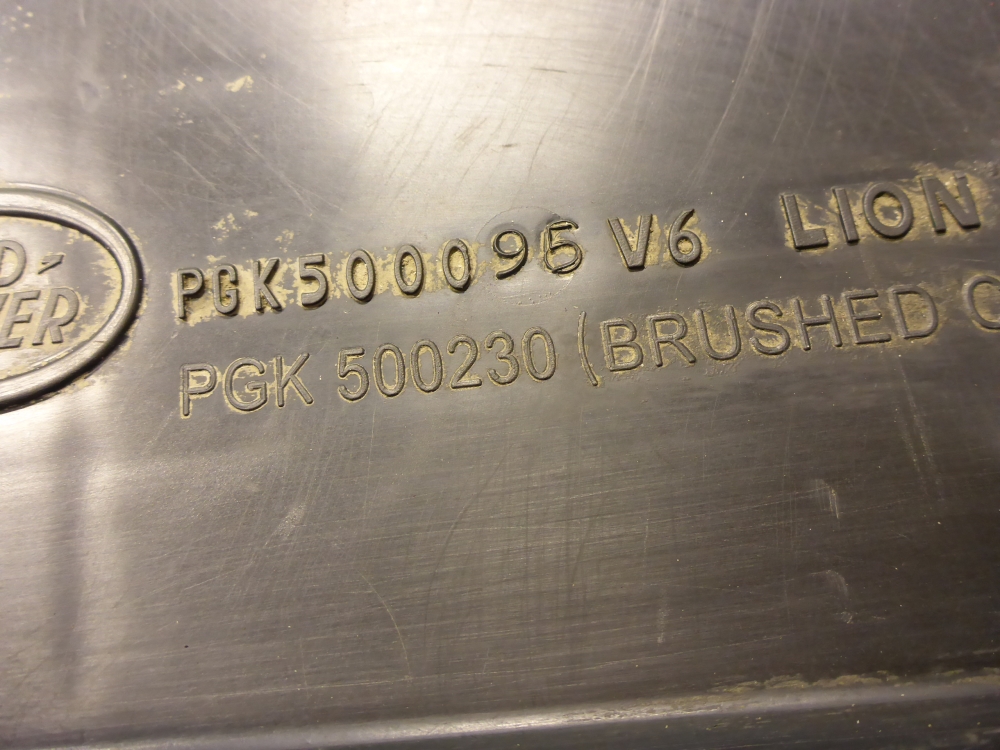 PGK500095 V6 LION
PGK 500230 (BRUSHED